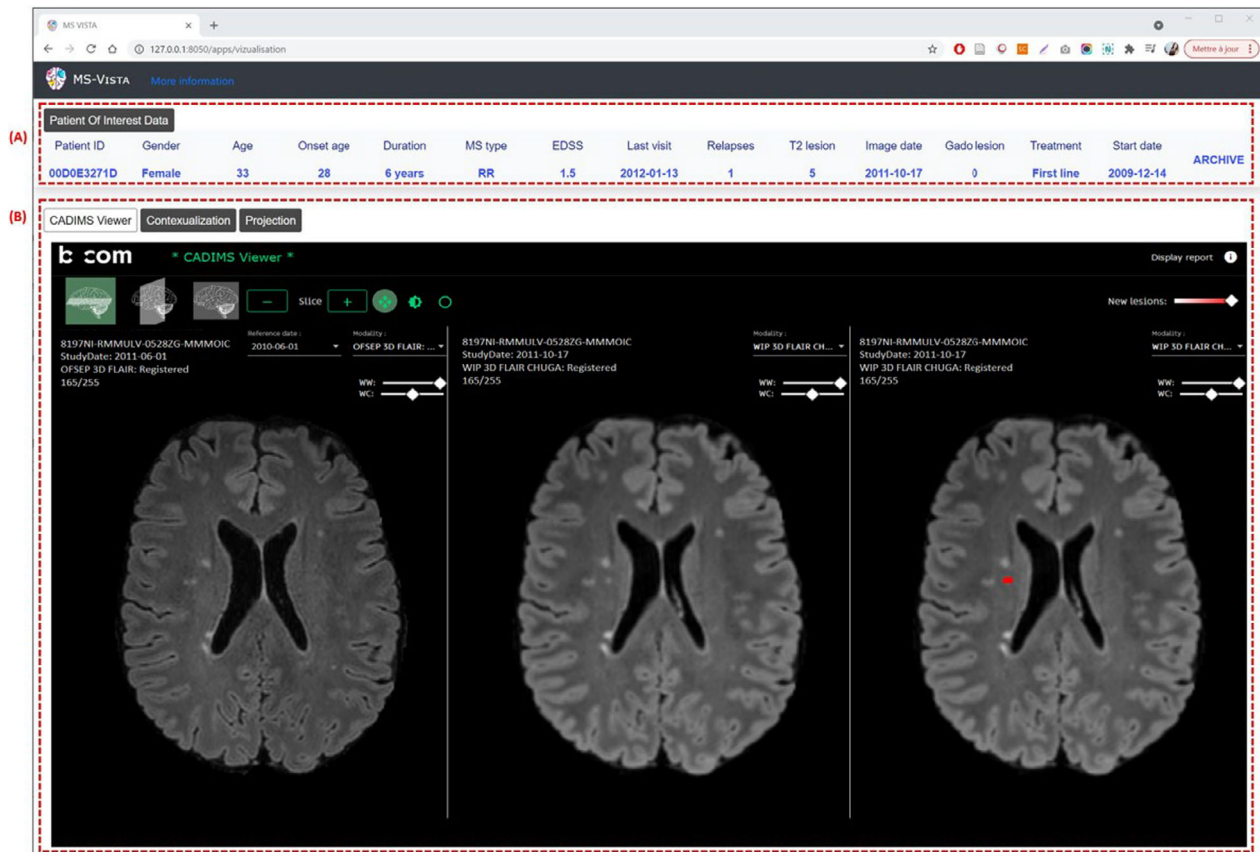 MS VISTA
127.0.0.1:8050/apps/vizualisation
Mettre à jour
MS-VISTA More information
(A)
Patient Of Interest Data
Patient ID Gender Age Onset age Duration MS type EDSS Last visit Relapses T2 lesion Image date Gado lesion Treatment Start date
ARCHIVE
00D0E3271D Female 33 28 6 years RR 1.5 2012-01-13 1 5 2011-10-17 0 First line 2009-12-14
(B)
CADIMS Viewer Contexualization Projection
b com * CADIMS Viewer * Display report i
− Slice + New lesions:
8197NI-RMMULV-0528ZG-MMMOIC
StudyDate: 2011-06-01
OFSEP 3D FLAIR: Registered
165/255
Reference date :
2010-06-01
Modality :
OFSEP 3D FLAIR: ...
WW:
WC:
8197NI-RMMULV-0528ZG-MMMOIC
StudyDate: 2011-10-17
WIP 3D FLAIR CHUGA: Registered
165/255
Modality :
WIP 3D FLAIR CH...
WW:
WC:
8197NI-RMMULV-0528ZG-MMMOIC
StudyDate: 2011-10-17
WIP 3D FLAIR CHUGA: Registered
165/255
Modality :
WIP 3D FLAIR CH...
WW:
WC: